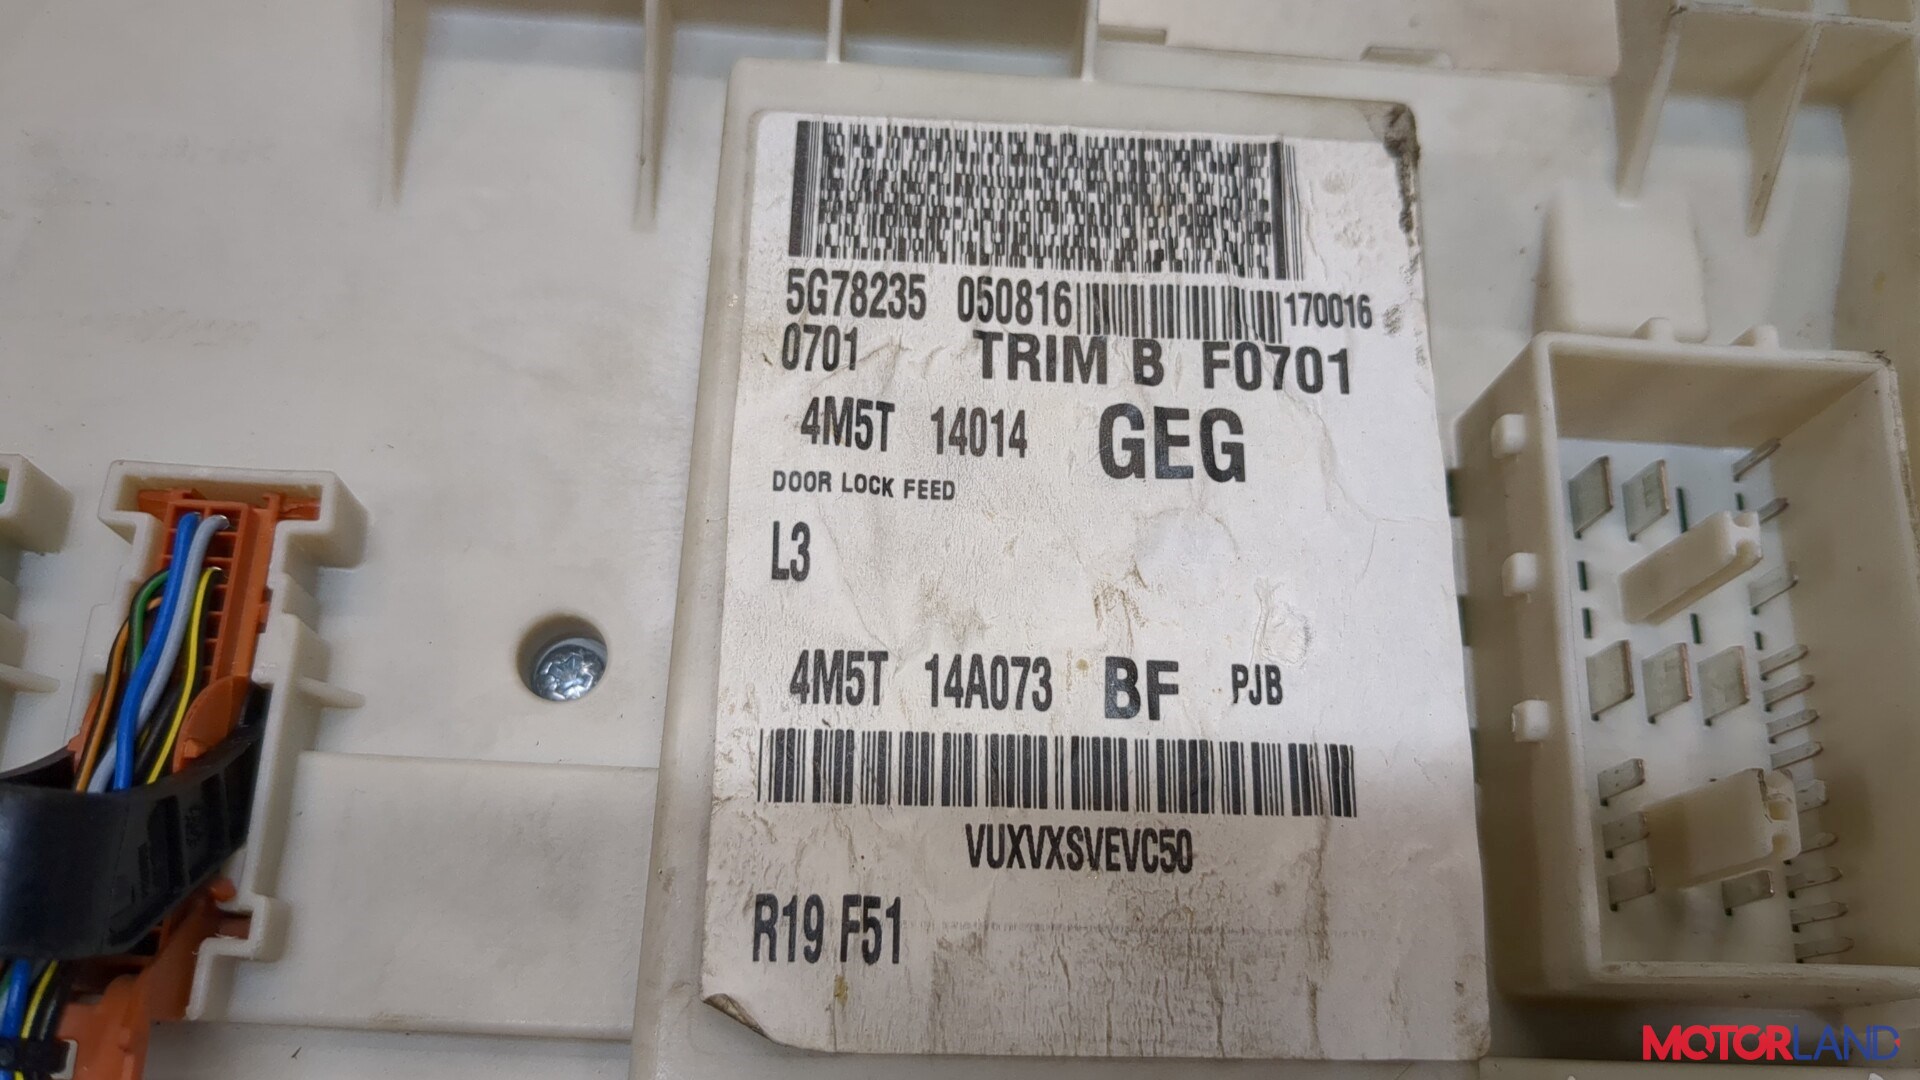 5G78235 050816 170016
0701 TRIM B F0701
4M5T 14014 GEG
DOOR LOCK FEED
L3
4M5T 14A073 BF PJB
VUXVXSVEVC50
R19 F51
MOTORLAND